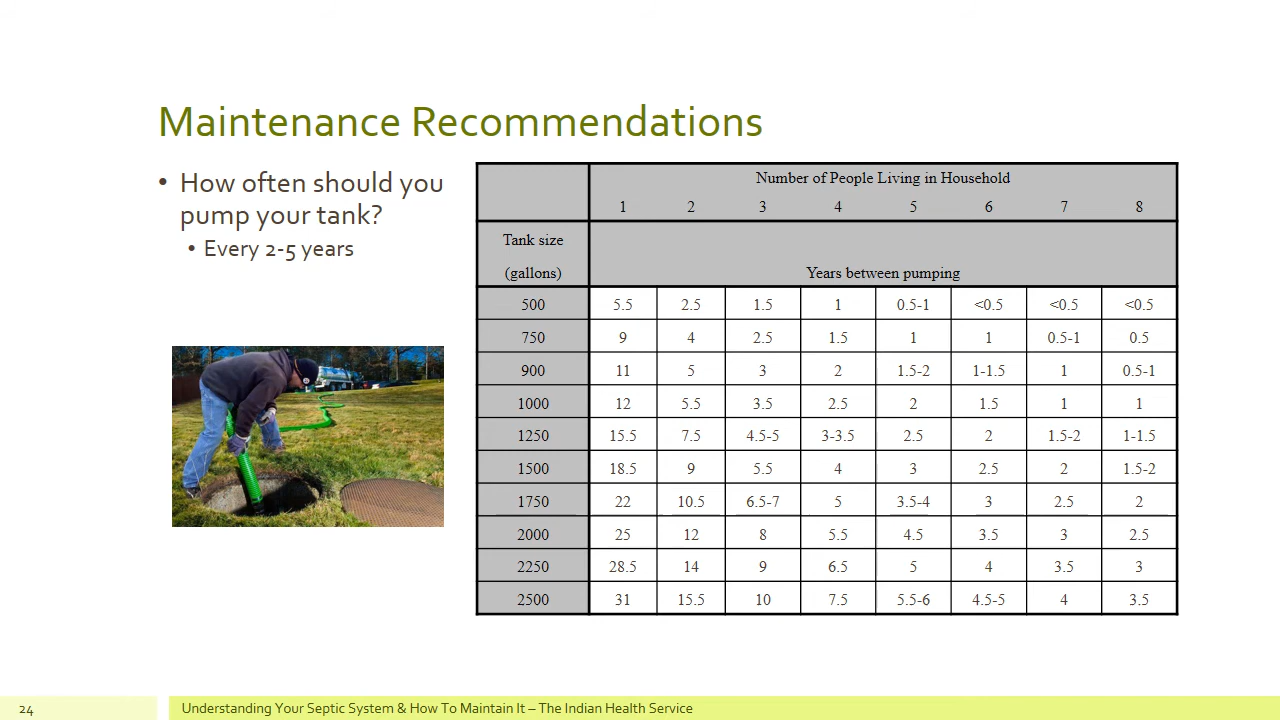 Maintenance Recommendations
• How often should you
pump your tank?
• Every 2-5 years
Number of People Living in Household
1 2 3 4 5 6 7 8
Tank size
(gallons)
Years between pumping
500 5.5 2.5 1.5 1 0.5-1 <0.5 <0.5 <0.5
750 9 4 2.5 1.5 1 1 0.5-1 0.5
900 11 5 3 2 1.5-2 1-1.5 1 0.5-1
1000 12 5.5 3.5 2.5 2 1.5 1 1
1250 15.5 7.5 4.5-5 3-3.5 2.5 2 1.5-2 1-1.5
1500 18.5 9 5.5 4 3 2.5 2 1.5-2
1750 22 10.5 6.5-7 5 3.5-4 3 2.5 2
2000 25 12 8 5.5 4.5 3.5 3 2.5
2250 28.5 14 9 6.5 5 4 3.5 3
2500 31 15.5 10 7.5 5.5-6 4.5-5 4 3.5
24
Understanding Your Septic System & How To Maintain It – The Indian Health Service